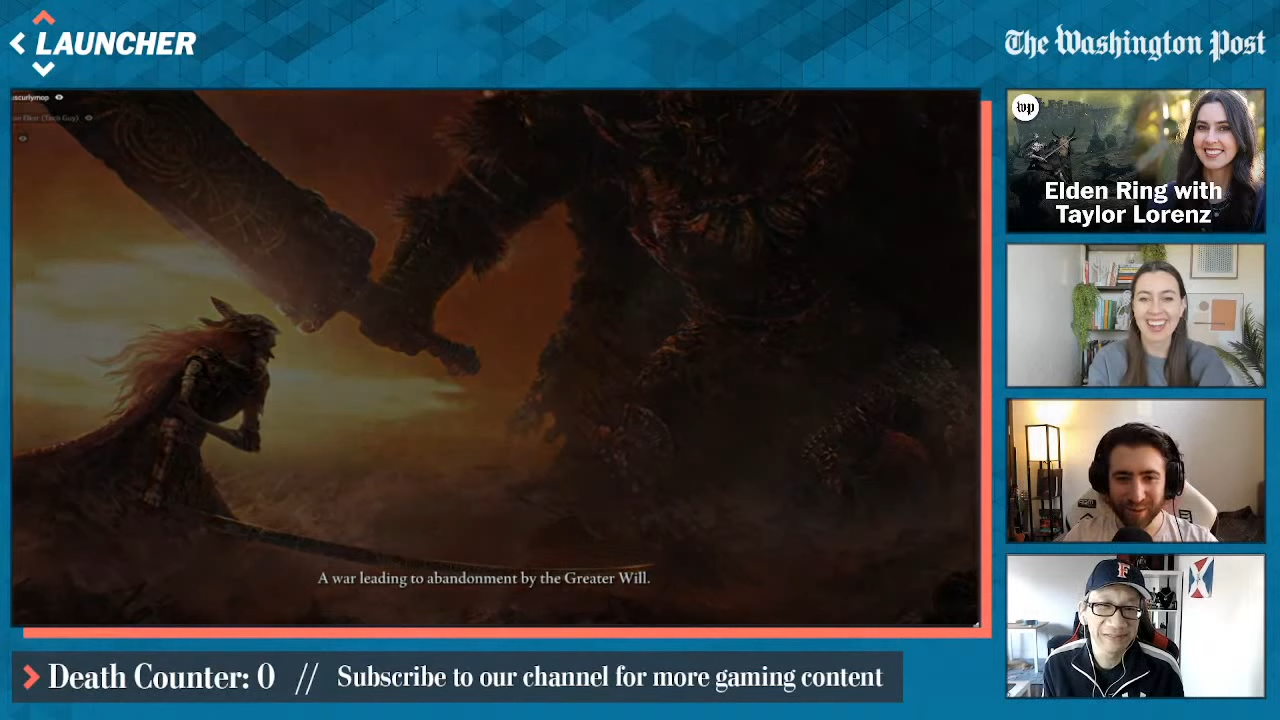 LAUNCHER
The Washington Post
wp
Elden Ring with
Taylor Lorenz
A war leading to abandonment by the Greater Will.
Death Counter: 0 // Subscribe to our channel for more gaming content
F